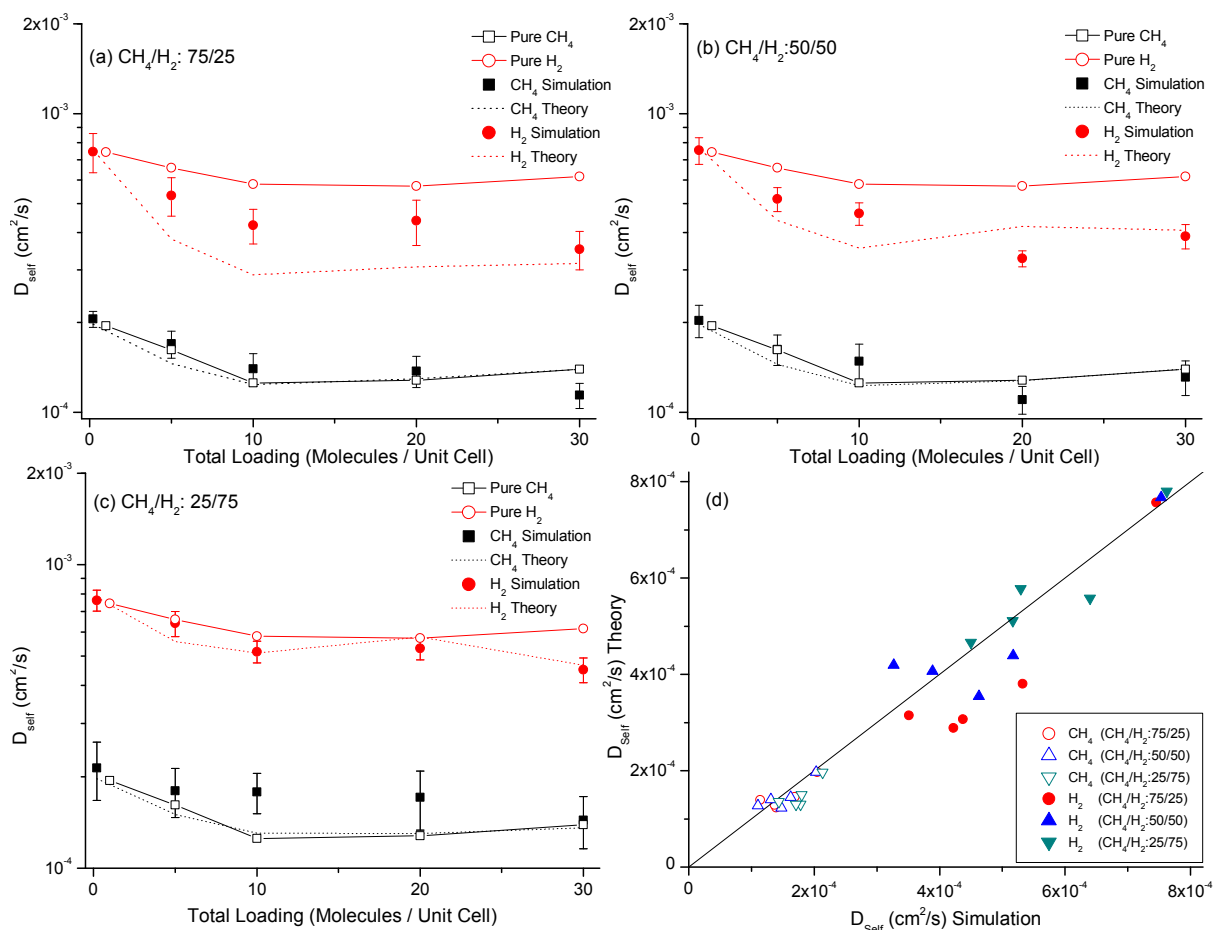 2x10⁻³
10⁻³
10⁻⁴
D_self (cm²/s)
(a) CH₄/H₂: 75/25
Pure CH₄
Pure H₂
CH₄ Simulation
CH₄ Theory
H₂ Simulation
H₂ Theory
0 10 20 30
Total Loading (Molecules / Unit Cell)
2x10⁻³
10⁻³
10⁻⁴
D_self (cm²/s)
(b) CH₄/H₂:50/50
Pure CH₄
Pure H₂
CH₄ Simulation
CH₄ Theory
H₂ Simulation
H₂ Theory
0 10 20 30
Total Loading (Molecules / Unit Cell)
2x10⁻³
10⁻³
10⁻⁴
D_self (cm²/s)
(c) CH₄/H₂: 25/75
Pure CH₄
Pure H₂
CH₄ Simulation
CH₄ Theory
H₂ Simulation
H₂ Theory
0 10 20 30
Total Loading (Molecules / Unit Cell)
8x10⁻⁴
6x10⁻⁴
4x10⁻⁴
2x10⁻⁴
0
D_Self (cm²/s) Theory
(d)
CH₄ (CH₄/H₂:75/25)
CH₄ (CH₄/H₂:50/50)
CH₄ (CH₄/H₂:25/75)
H₂ (CH₄/H₂:75/25)
H₂ (CH₄/H₂:50/50)
H₂ (CH₄/H₂:25/75)
0 2x10⁻⁴ 4x10⁻⁴ 6x10⁻⁴ 8x10⁻⁴
D_Self (cm²/s) Simulation